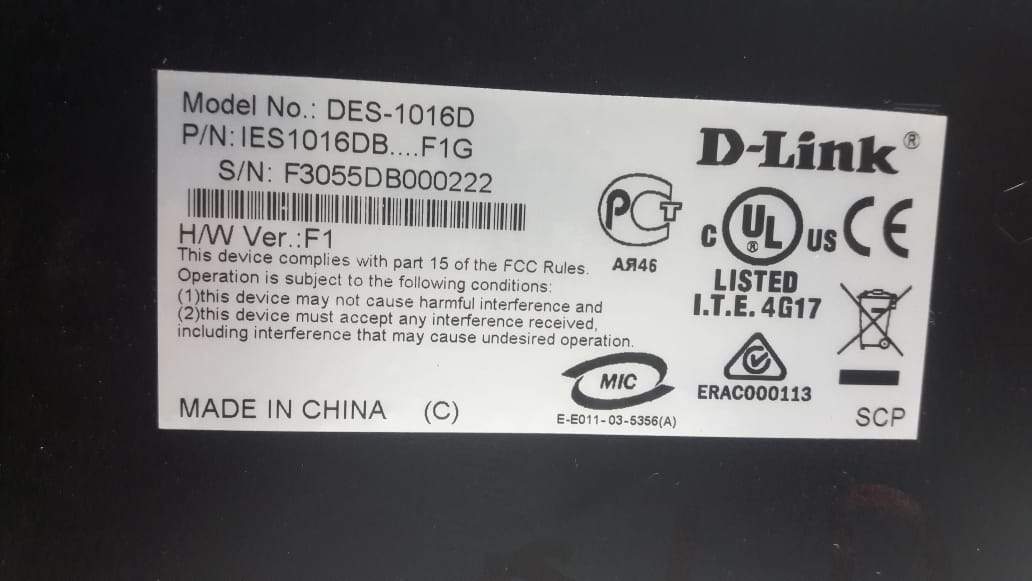 Model No.: DES-1016D
P/N: IES1016DB....F1G
S/N: F3055DB000222
H/W Ver.:F1
This device complies with part 15 of the FCC Rules.
Operation is subject to the following conditions:
(1)this device may not cause harmful interference and
(2)this device must accept any interference received,
including interference that may cause undesired operation.
MADE IN CHINA (C)
D-Link®
PCT
АЯ46
C UL® US CE
LISTED
I.T.E. 4G17
MIC
E-E011-03-5356(A)
ERAC000113
SCP